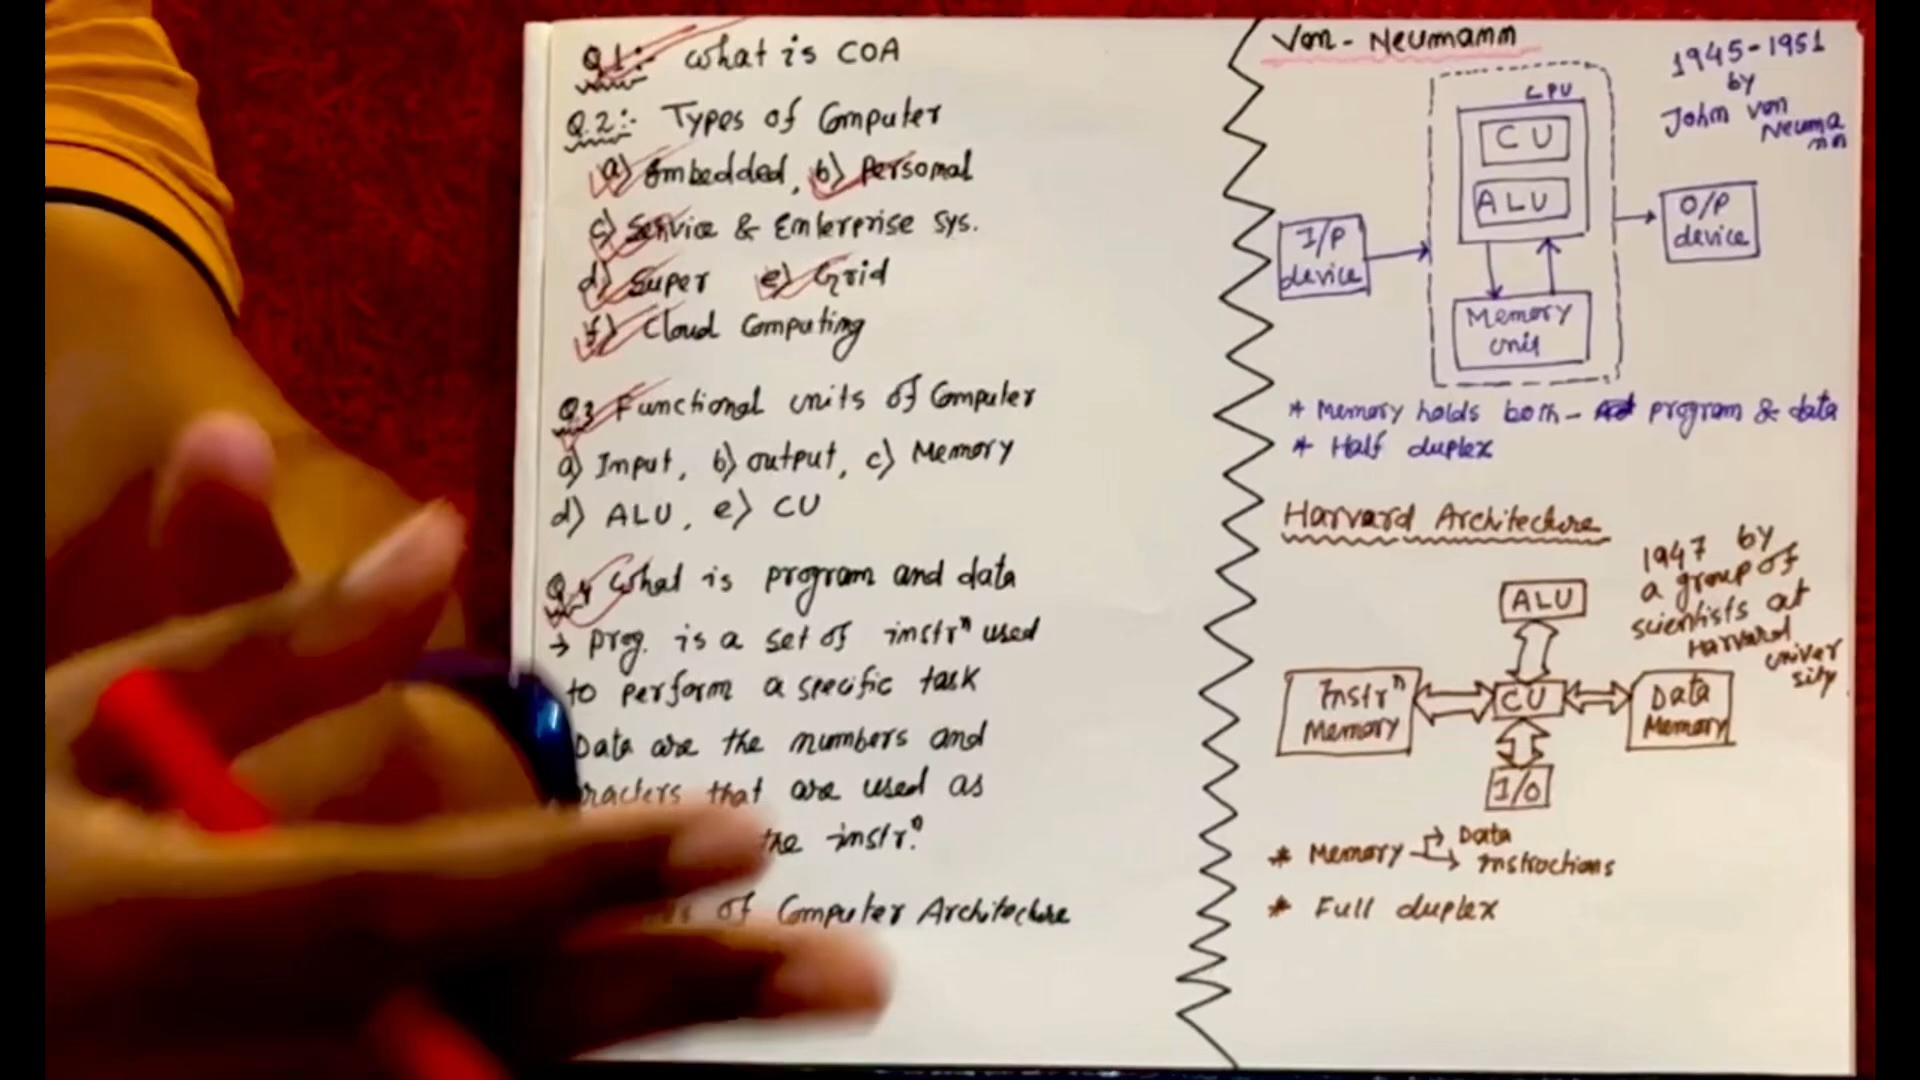 Q1:- What is COA
Q.2:- Types of Computer
a) Embedded, b) Personal
c) Service & Enterprise sys.
d) Super e) Grid
f) Cloud Computing
Q3 Functional units of Computer
a) Input, b) output, c) Memory
d) ALU, e) CU
Q.4 What is program and data
→ prog. is a set of instrⁿ used
to perform a specific task
Data are the numbers and
that are used as
the instrⁿ.
of Computer Architecture
Von-Neumann
1945-1951
by
John von
Neuma
nn
CPU
CU
ALU
I/P
device
O/P
device
Memory
unit
* Memory holds both - program & data
* Half duplex
Harvard Architecture
1947 by
a group of
scientists at
Harvard
univer
sity
ALU
Instrⁿ
Memory
CU
Data
Memory
I/O
* Memory → Data
→ instructions
* Full duplex